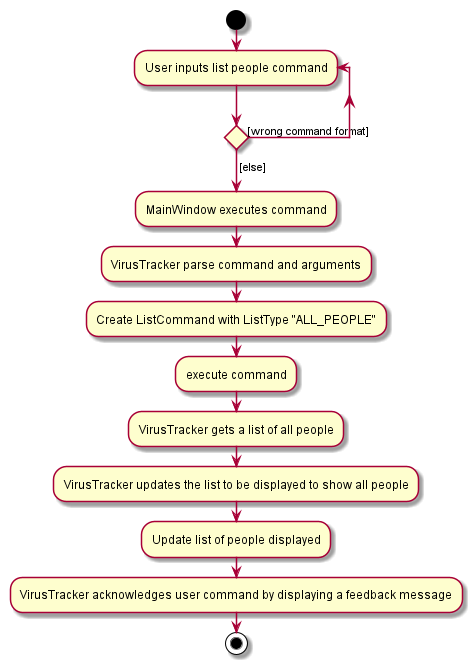 User inputs list people command
[wrong command format]
[else]
MainWindow executes command
VirusTracker parse command and arguments
Create ListCommand with ListType "ALL_PEOPLE"
execute command
VirusTracker gets a list of all people
VirusTracker updates the list to be displayed to show all people
Update list of people displayed
VirusTracker acknowledges user command by displaying a feedback message